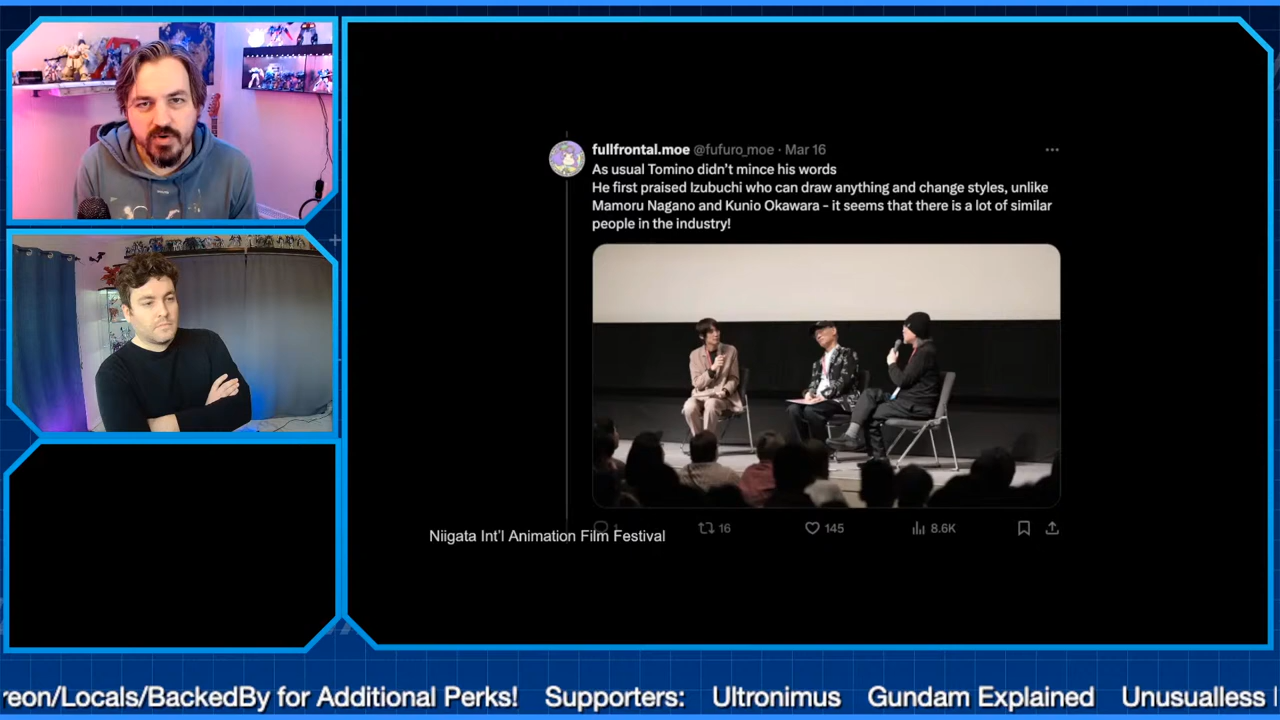 fullfrontal.moe @fufuro_moe · Mar 16
As usual Tomino didn't mince his words
He first praised Izubuchi who can draw anything and change styles, unlike
Mamoru Nagano and Kunio Okawara - it seems that there is a lot of similar
people in the industry!
16 145 8.6K
Niigata Int'l Animation Film Festival
reon/Locals/BackedBy for Additional Perks! Supporters: Ultronimus Gundam Explained Unusualless